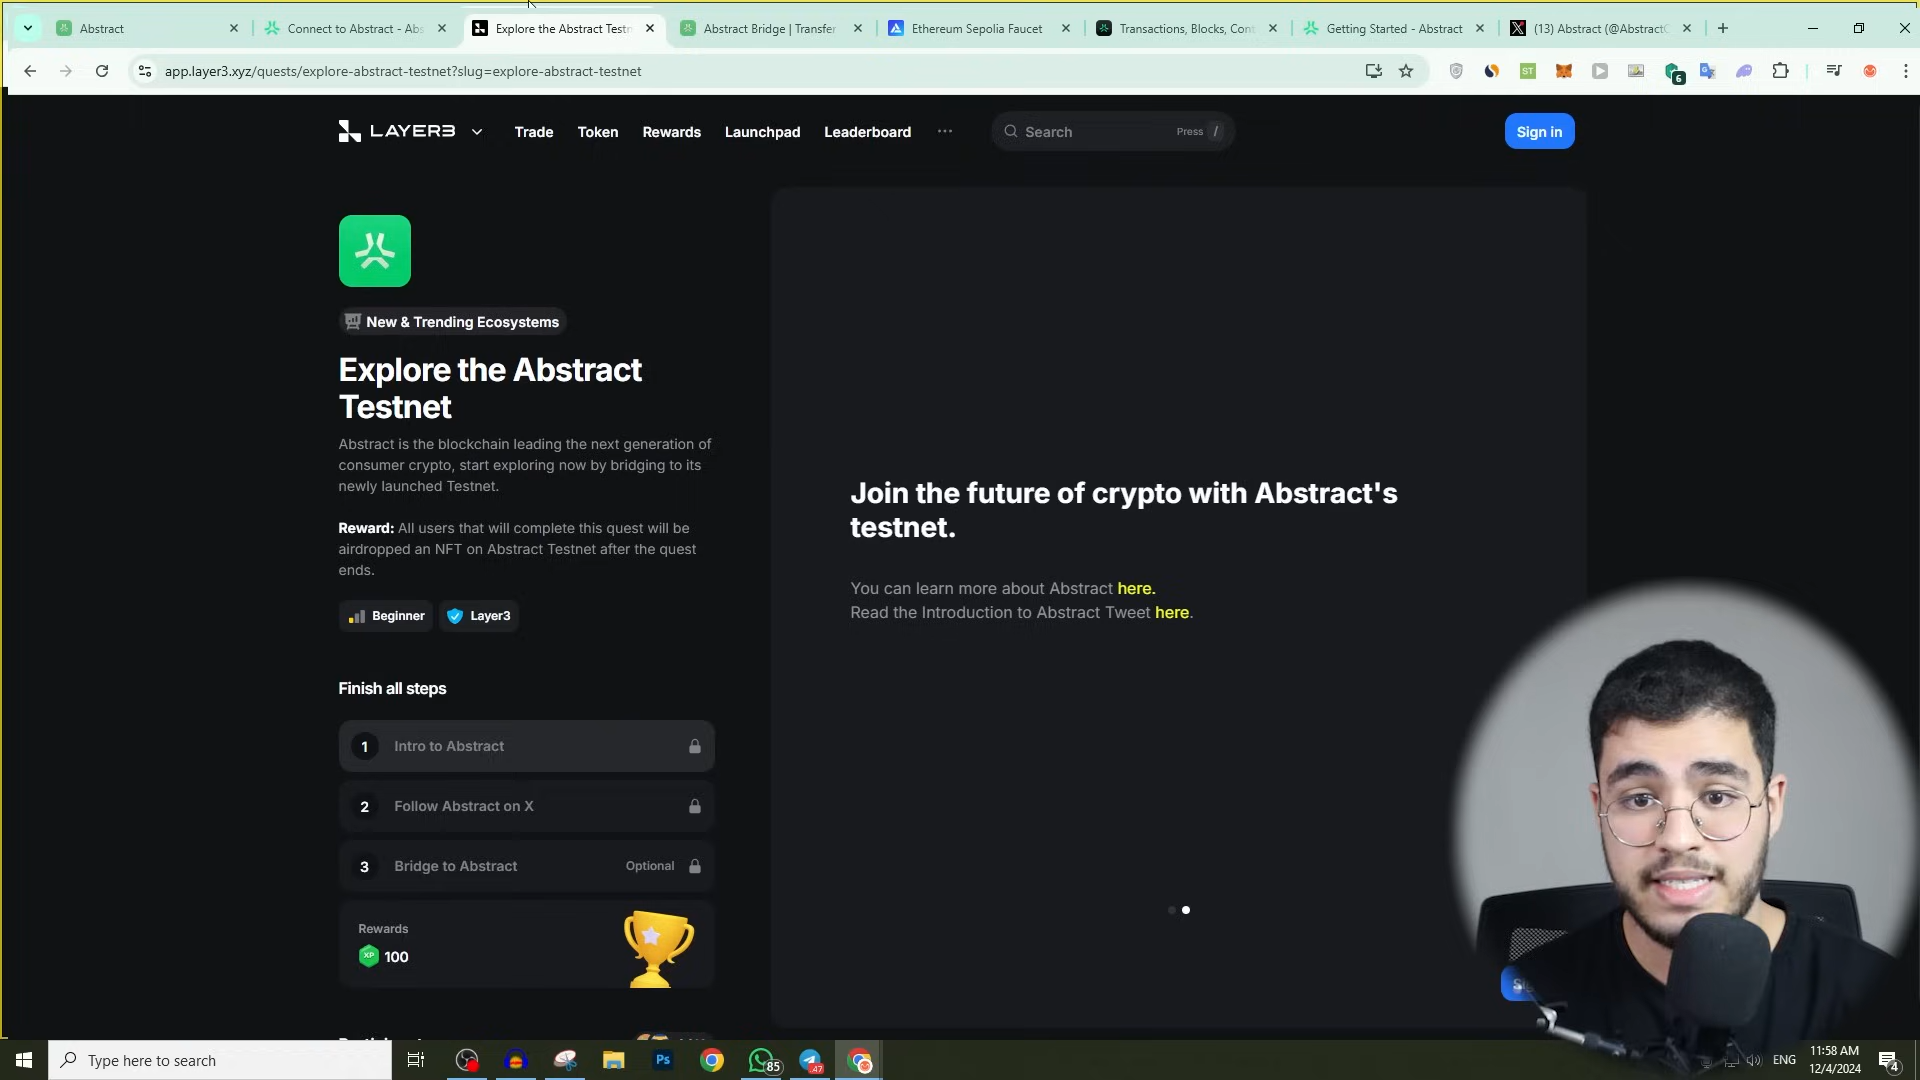 Abstract
Connect to Abstract - Abs
Explore the Abstract Testn
Abstract Bridge | Transfer
Ethereum Sepolia Faucet
Transactions, Blocks, Cont
Getting Started - Abstract
(13) Abstract (@AbstractC
app.layer3.xyz/quests/explore-abstract-testnet?slug=explore-abstract-testnet
ST
6
LAYER3
Trade
Token
Rewards
Launchpad
Leaderboard
Search
Press /
Sign in
New & Trending Ecosystems
Explore the Abstract
Testnet
Abstract is the blockchain leading the next generation of
consumer crypto, start exploring now by bridging to its
newly launched Testnet.
Reward: All users that will complete this quest will be
airdropped an NFT on Abstract Testnet after the quest
ends.
Beginner
Layer3
Finish all steps
1 Intro to Abstract
2 Follow Abstract on X
3 Bridge to Abstract Optional
Rewards
XP 100
Join the future of crypto with Abstract's
testnet.
You can learn more about Abstract here.
Read the Introduction to Abstract Tweet here.
Type here to search
Ps
85
47
ENG
11:58 AM
12/4/2024
4